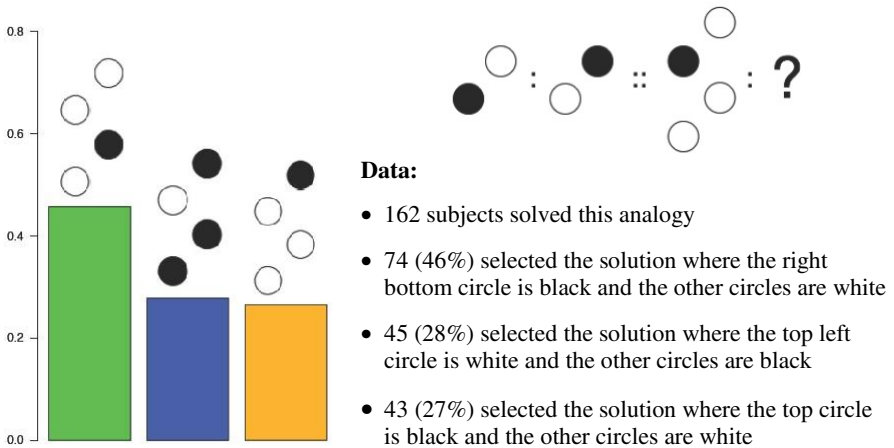 : :: : ?
0.8
0.6
0.4
0.2
0.0
Data:
• 162 subjects solved this analogy
• 74 (46%) selected the solution where the right
bottom circle is black and the other circles are white
• 45 (28%) selected the solution where the top left
circle is white and the other circles are black
• 43 (27%) selected the solution where the top circle
is black and the other circles are white